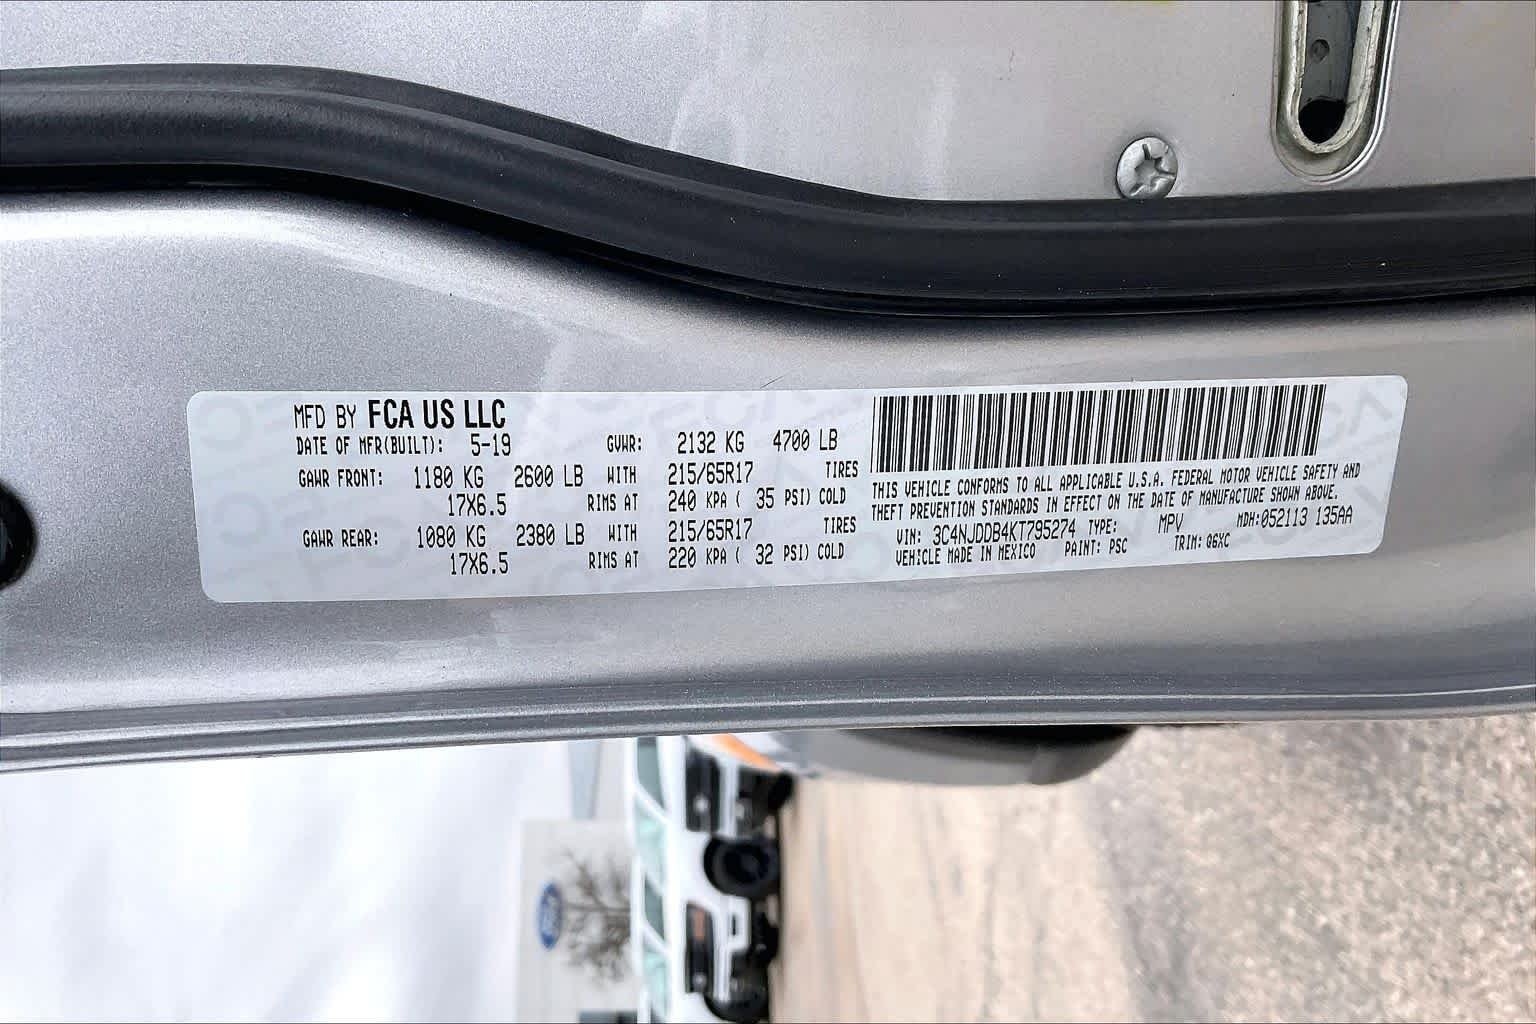 MFD BY FCA US LLC
DATE OF MFR(BUILT): 5-19 GVWR: 2132 KG 4700 LB
GAWR FRONT: 1180 KG 2600 LB WITH 215/65R17 TIRES
17X6.5 RIMS AT 240 KPA ( 35 PSI) COLD
GAWR REAR: 1080 KG 2380 LB WITH 215/65R17 TIRES
17X6.5 RIMS AT 220 KPA ( 32 PSI) COLD
THIS VEHICLE CONFORMS TO ALL APPLICABLE U.S.A. FEDERAL MOTOR VEHICLE SAFETY AND
THEFT PREVENTION STANDARDS IN EFFECT ON THE DATE OF MANUFACTURE SHOWN ABOVE.
VIN: 3C4NJDDB4KT795274 TYPE: MPV MDH:052113 135AA
VEHICLE MADE IN MEXICO PAINT: PSC TRIM: Q6XC
Ford